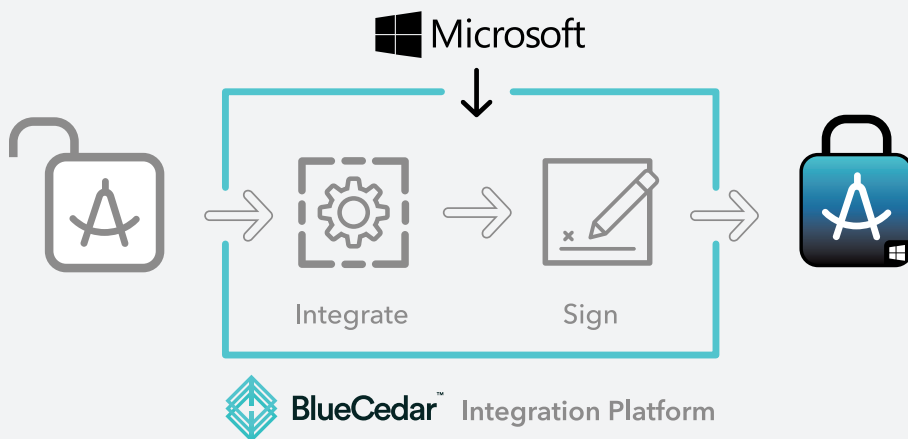 Microsoft
Integrate
Sign
BlueCedar™ Integration Platform